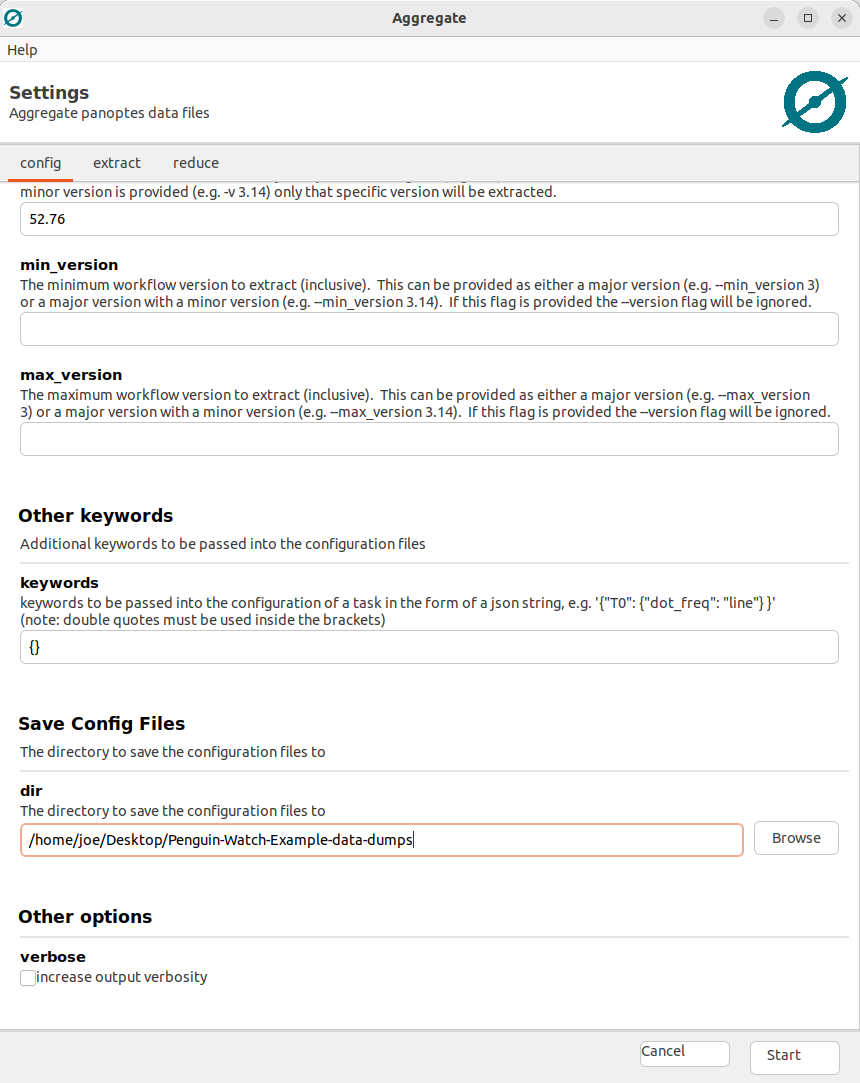 Aggregate
Help
Settings
Aggregate panoptes data files
config extract reduce
minor version is provided (e.g. -v 3.14) only that specific version will be extracted.
52.76
min_version
The minimum workflow version to extract (inclusive).  This can be provided as either a major version (e.g. --min_version 3)
or a major version with a minor version (e.g. --min_version 3.14).  If this flag is provided the --version flag will be ignored.
max_version
The maximum workflow version to extract (inclusive).  This can be provided as either a major version (e.g. --max_version
3) or a major version with a minor version (e.g. --max_version 3.14).  If this flag is provided the --version flag will be ignored.
Other keywords
Additional keywords to be passed into the configuration files
keywords
keywords to be passed into the configuration of a task in the form of a json string, e.g. '{"T0": {"dot_freq": "line"} }'
(note: double quotes must be used inside the brackets)
{}
Save Config Files
The directory to save the configuration files to
dir
The directory to save the configuration files to
/home/joe/Desktop/Penguin-Watch-Example-data-dumps
Browse
Other options
verbose
increase output verbosity
Cancel
Start